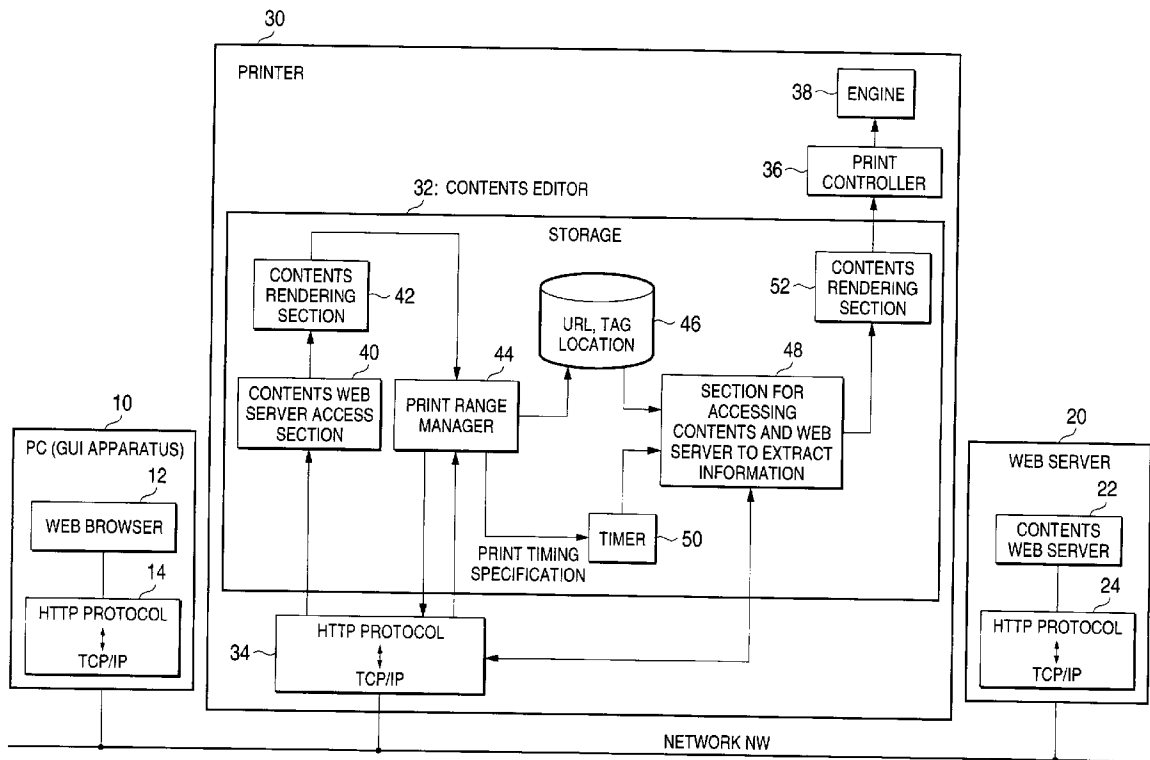 30
PRINTER
38
ENGINE
36
PRINT
CONTROLLER
32: CONTENTS EDITOR
STORAGE
CONTENTS
RENDERING
SECTION
42
URL, TAG
LOCATION
46
52
CONTENTS
RENDERING
SECTION
40
CONTENTS WEB
SERVER ACCESS
SECTION
44
PRINT RANGE
MANAGER
48
SECTION FOR
ACCESSING
CONTENTS AND WEB
SERVER TO EXTRACT
INFORMATION
TIMER
50
PRINT TIMING
SPECIFICATION
34
HTTP PROTOCOL
TCP/IP
10
PC (GUI APPARATUS)
12
WEB BROWSER
14
HTTP PROTOCOL
TCP/IP
20
WEB SERVER
22
CONTENTS
WEB SERVER
24
HTTP PROTOCOL
TCP/IP
NETWORK NW